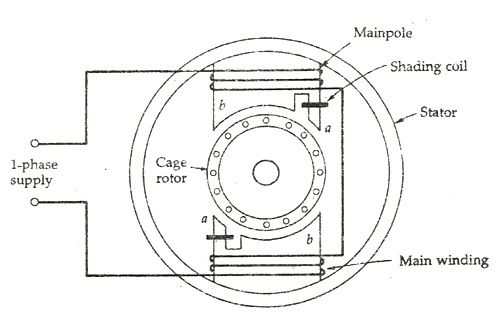 Mainpole
Shading coil
Stator
b
a
1-phase
supply
Cage
rotor
a
b
Main winding